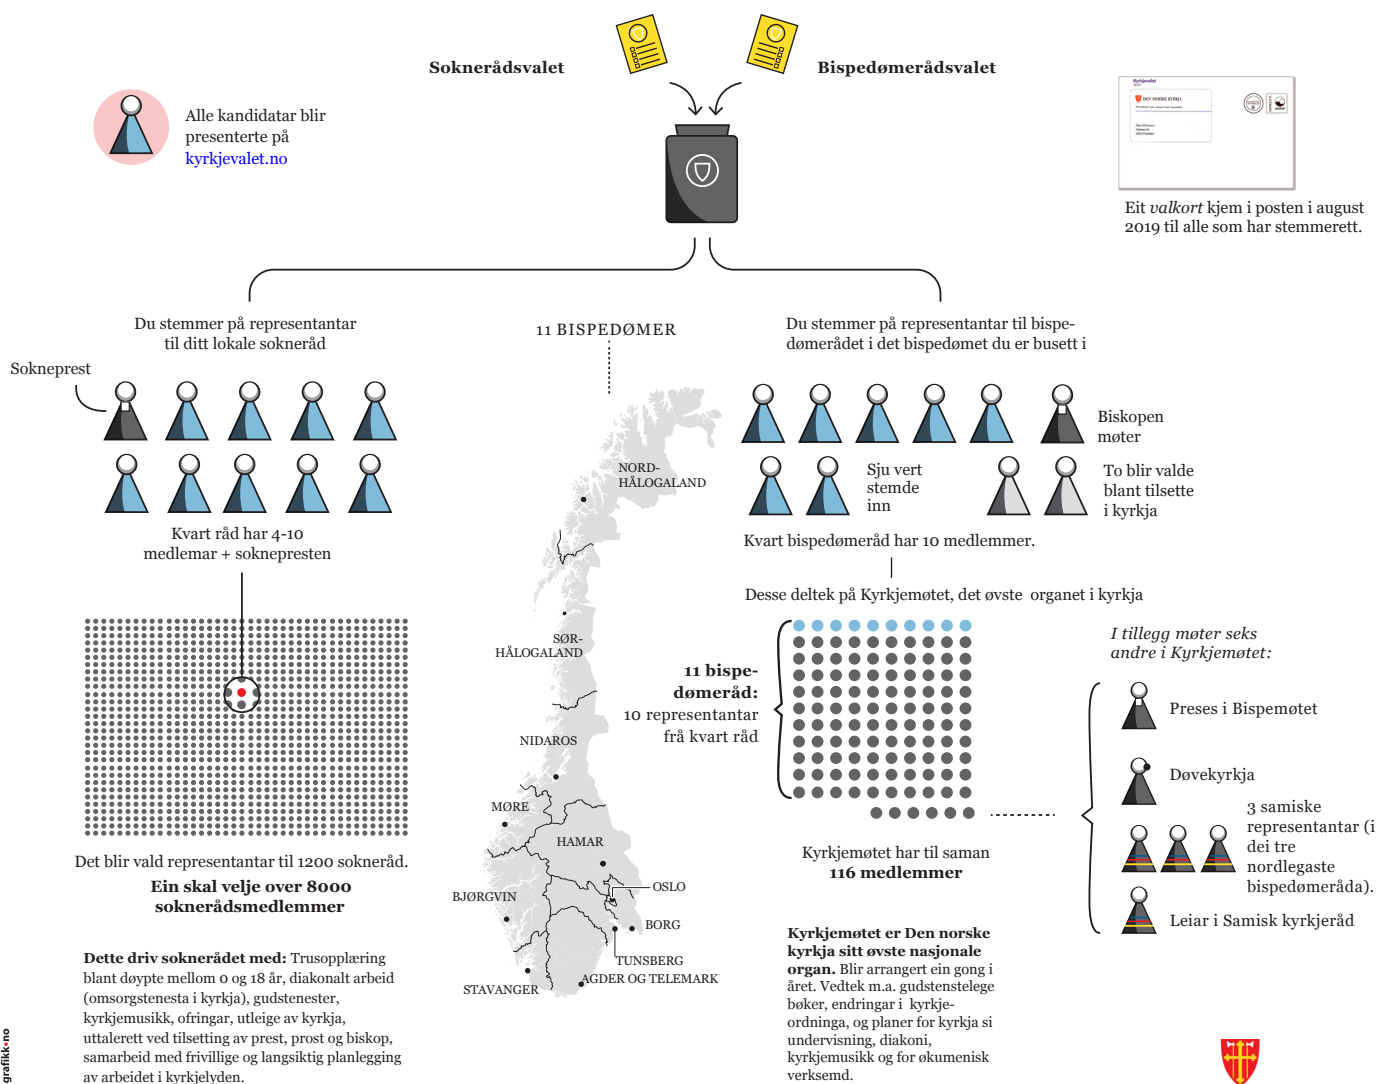 Soknerådsvalet
Bispedømerådsvalet
Alle kandidatar blir
presenterte på
kyrkjevalet.no
Kyrkjevalet
DEN NORSKE KYRKJA
Eit valkort kjem i posten i august
2019 til alle som har stemmerett.
Du stemmer på representantar
til ditt lokale sokneråd
Sokneprest
Kvart råd har 4-10
medlemar + soknepresten
Det blir vald representantar til 1200 sokneråd.
Ein skal velje over 8000
soknerådsmedlemmer
Dette driv soknerådet med: Trusopplæring
blant døypte mellom 0 og 18 år, diakonalt arbeid
(omsorgstenesta i kyrkja), gudstenester,
kyrkjemusikk, ofringar, utleige av kyrkja,
uttalerett ved tilsetting av prest, prost og biskop,
samarbeid med frivillige og langsiktig planlegging
av arbeidet i kyrkjelyden.
11 BISPEDØMER
NORD-
HÅLOGALAND
SØR-
HÅLOGALAND
NIDAROS
MØRE
HAMAR
OSLO
BJØRGVIN
BORG
TUNSBERG
AGDER OG TELEMARK
STAVANGER
Du stemmer på representantar til bispe-
dømerådet i det bispedømet du er busett i
Biskopen
møter
Sju vert
stemde
inn
To blir valde
blant tilsette
i kyrkja
Kvart bispedømeråd har 10 medlemmer.
Desse deltek på Kyrkjemøtet, det øvste organet i kyrkja
11 bispe-
dømeråd:
10 representantar
frå kvart råd
Kyrkjemøtet har til saman
116 medlemmer
I tillegg møter seks
andre i Kyrkjemøtet:
Preses i Bispemøtet
Døvekyrkja
3 samiske
representantar (i
dei tre
nordlegaste
bispedømeråda).
Leiar i Samisk kyrkjeråd
Kyrkjemøtet er Den norske
kyrkja sitt øvste nasjonale
organ. Blir arrangert ein gong i
året. Vedtek m.a. gudstenstelege
bøker, endringar i kyrkje-
ordninga, og planer for kyrkja si
undervisning, diakoni,
kyrkjemusikk og for økumenisk
verksemd.
grafikk•no